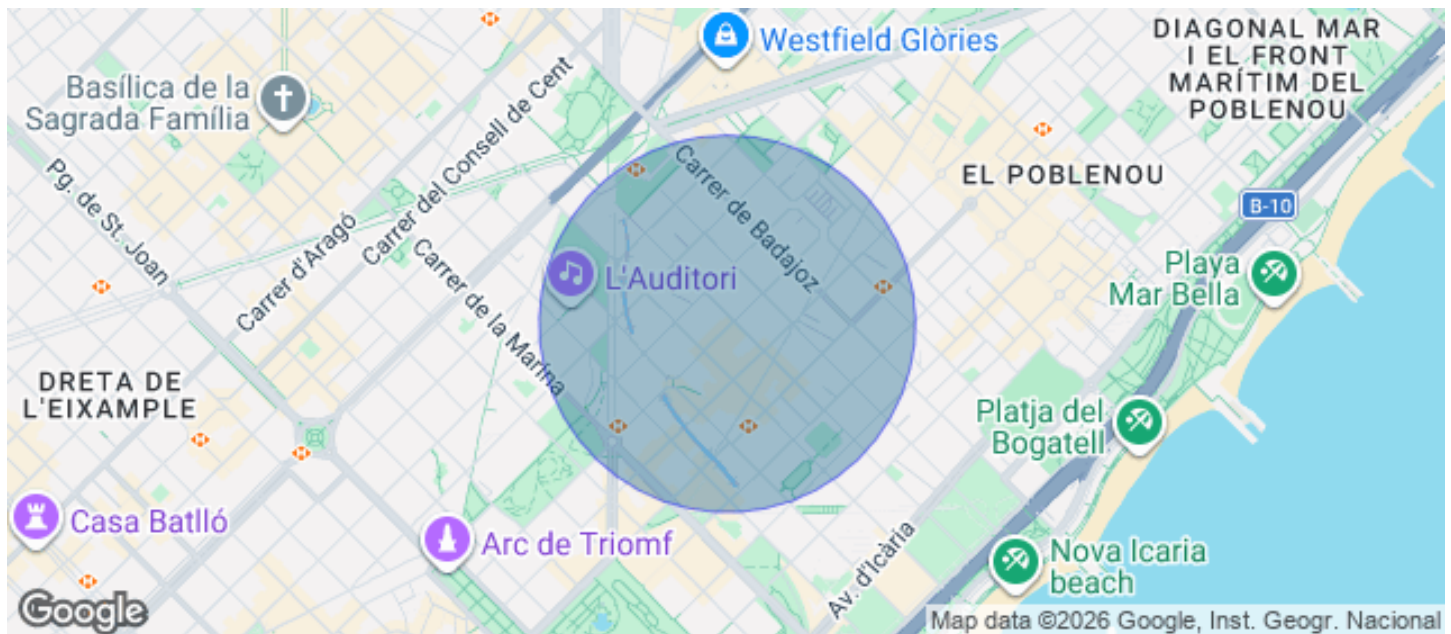 Westfield Glòries
DIAGONAL MAR
I EL FRONT
MARÍTIM DEL
POBLENOU
Basílica de la
Sagrada Família
Carrer del Consell de Cent
Carrer de Badajoz
EL POBLENOU
Pg. de St. Joan
B-10
Carrer d'Aragó
Carrer de la Marina
L'Auditori
Playa
Mar Bella
DRETA DE
L'EIXAMPLE
Platja del
Bogatell
Casa Batlló
Arc de Triomf
Av. d'Icària
Nova Icaria
beach
Google
Map data ©2026 Google, Inst. Geogr. Nacional